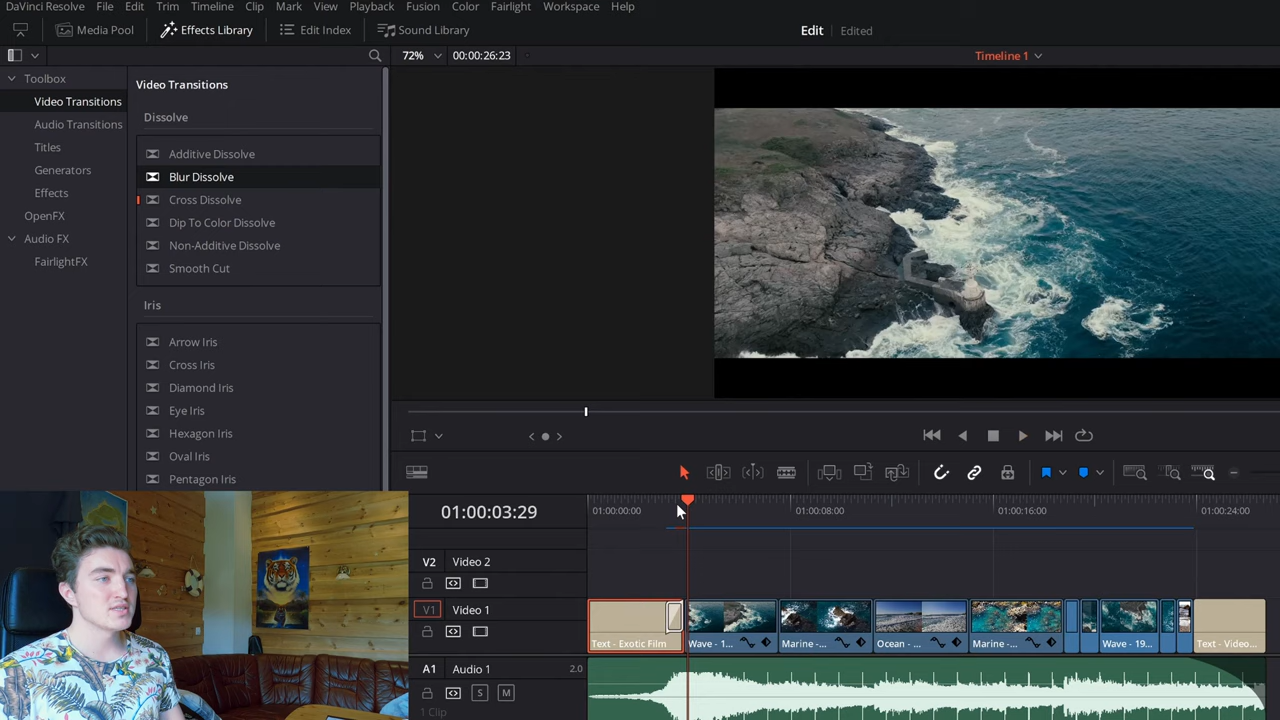 DaVinci Resolve File Edit Trim Timeline Clip Mark View Playback Fusion Color Fairlight Workspace Help
Media Pool Effects Library Edit Index Sound Library Edit Edited
72% 00:00:26:23 Timeline 1
Toolbox
Video Transitions
Audio Transitions
Titles
Generators
Effects
OpenFX
Audio FX
FairlightFX
Video Transitions
Dissolve
Additive Dissolve
Blur Dissolve
Cross Dissolve
Dip To Color Dissolve
Non-Additive Dissolve
Smooth Cut
Iris
Arrow Iris
Cross Iris
Diamond Iris
Eye Iris
Hexagon Iris
Oval Iris
Pentagon Iris
01:00:03:29 01:00:00:00 01:00:08:00 01:00:16:00 01:00:24:00
V2 Video 2
V1 Video 1
Text - Exotic Film Wave - 1... Marine -... Ocean - ... Marine -... Wave - 19... Text - Video...
A1 Audio 1 2.0
S M
1 Clip